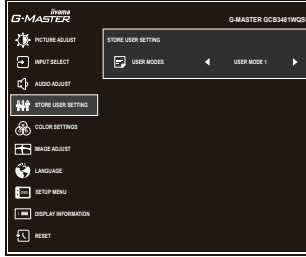 iiyama
G-MASTER
G-MASTER GCB3481WQS
PICTURE ADJUST
STORE USER SETTING
INPUT SELECT
USER MODES
USER MODE 1
AUDIO ADJUST
STORE USER SETTING
COLOR SETTINGS
IMAGE ADJUST
LANGUAGE
SETUP MENU
DISPLAY INFORMATION
RESET